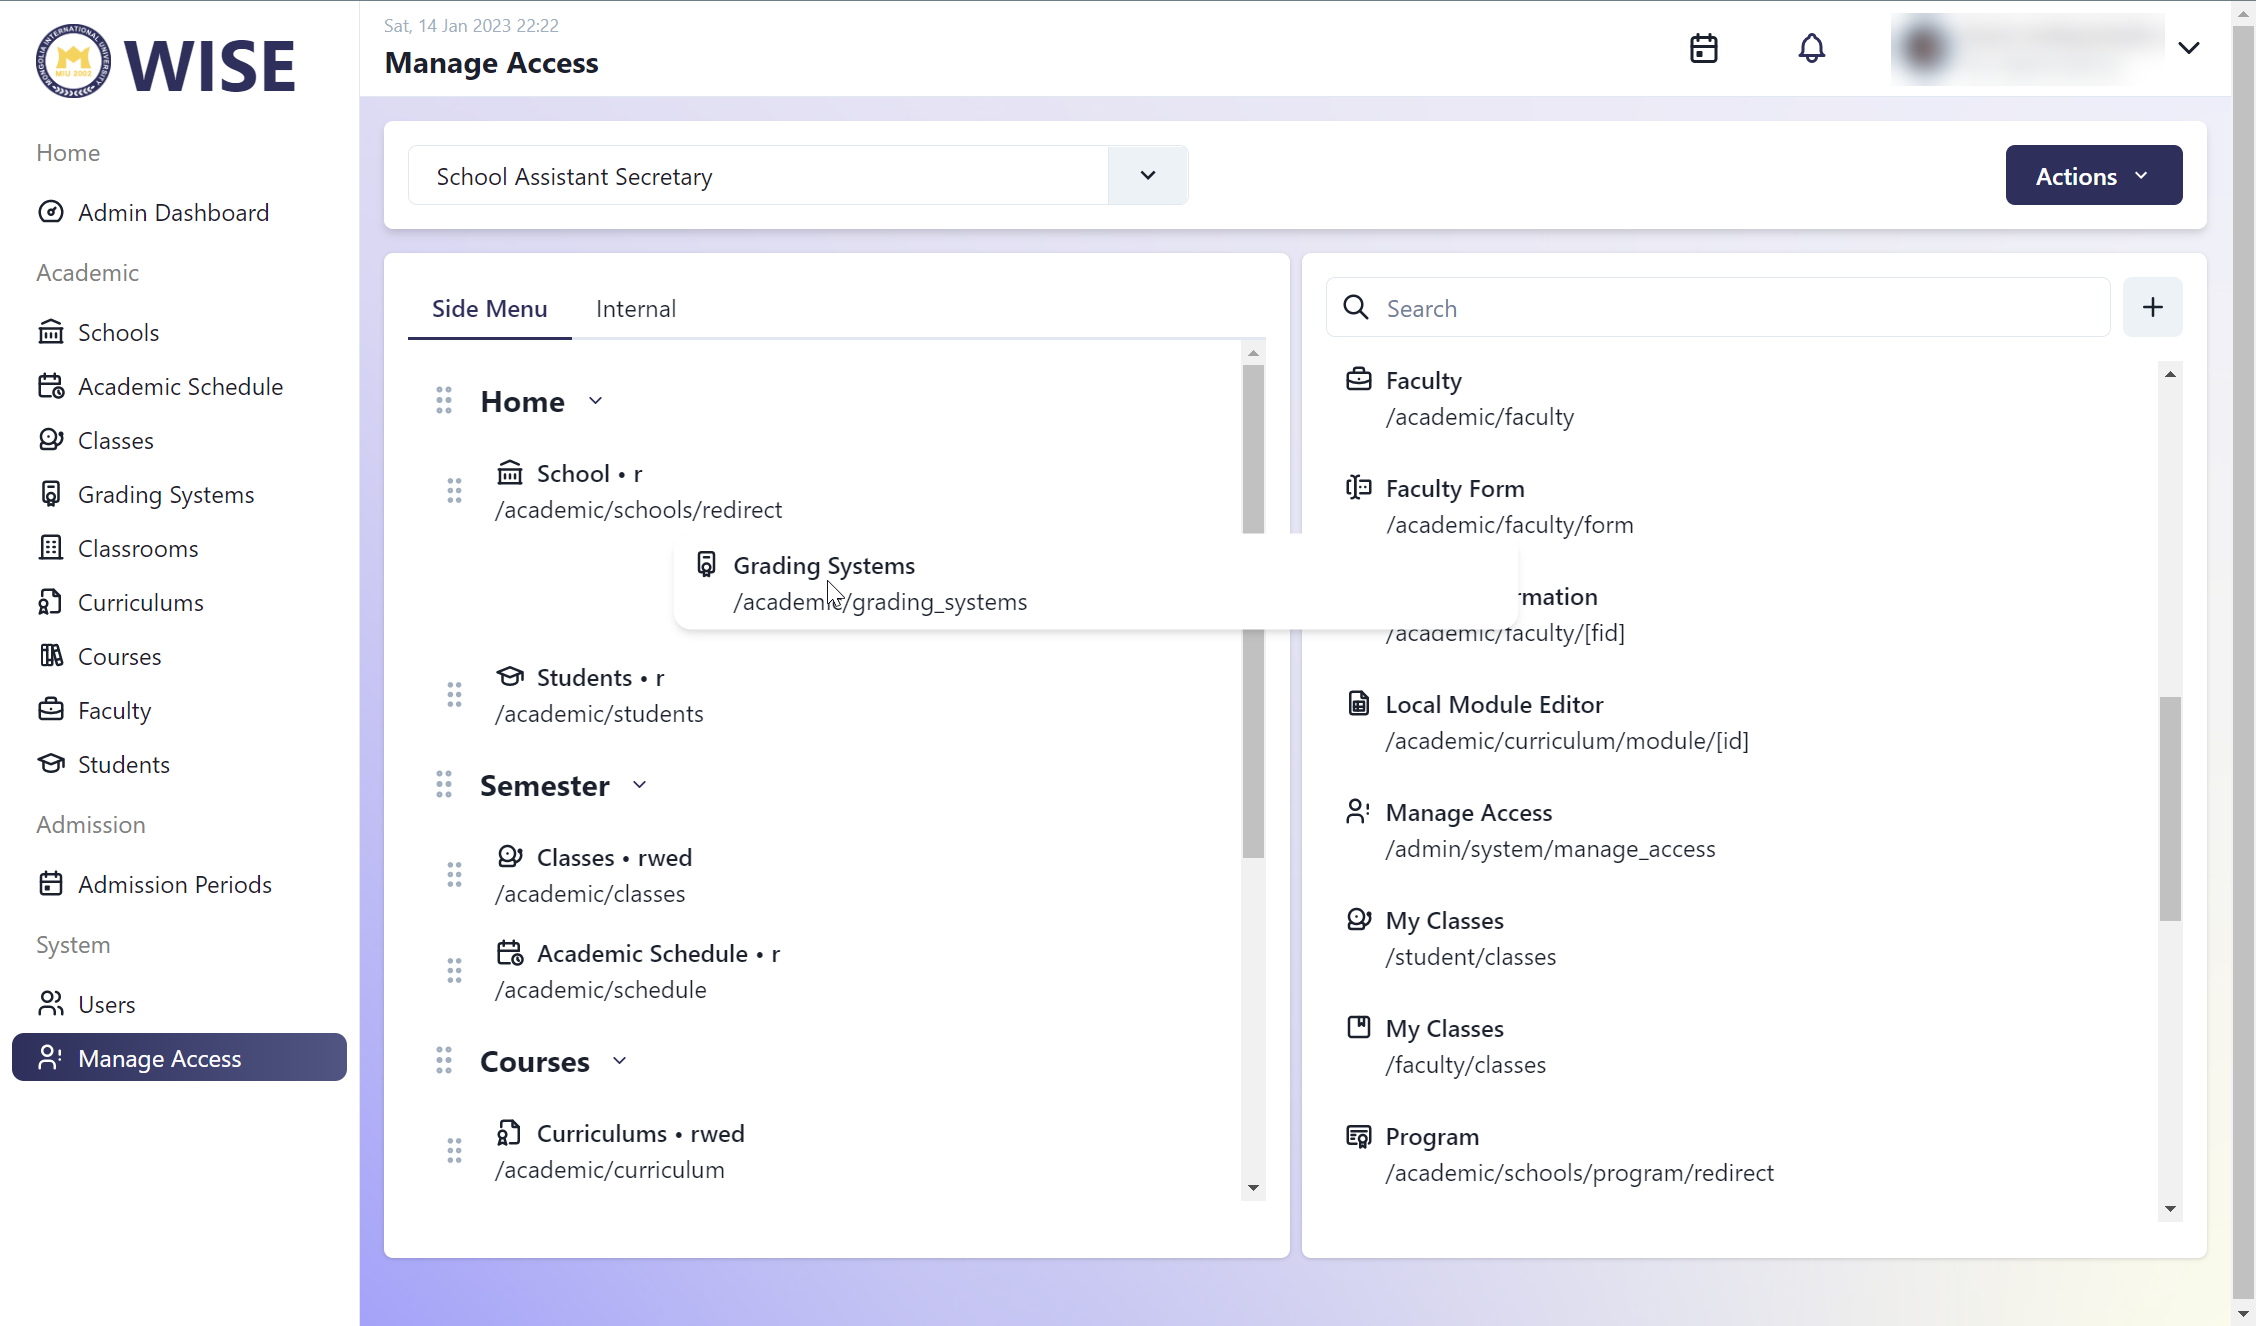 MONGOLIA INTERNATIONAL UNIVERSITY
MIU 2002
WISE
Home
Admin Dashboard
Academic
Schools
Academic Schedule
Classes
Grading Systems
Classrooms
Curriculums
Courses
Faculty
Students
Admission
Admission Periods
System
Users
Manage Access
Sat, 14 Jan 2023 22:22
Manage Access
School Assistant Secretary
Actions
Side Menu
Internal
Home
School • r
/academic/schools/redirect
Grading Systems
/academic/grading_systems
Students • r
/academic/students
Semester
Classes • rwed
/academic/classes
Academic Schedule • r
/academic/schedule
Courses
Curriculums • rwed
/academic/curriculum
Search
Faculty
/academic/faculty
Faculty Form
/academic/faculty/form
rmation
/academic/faculty/[fid]
Local Module Editor
/academic/curriculum/module/[id]
Manage Access
/admin/system/manage_access
My Classes
/student/classes
My Classes
/faculty/classes
Program
/academic/schools/program/redirect